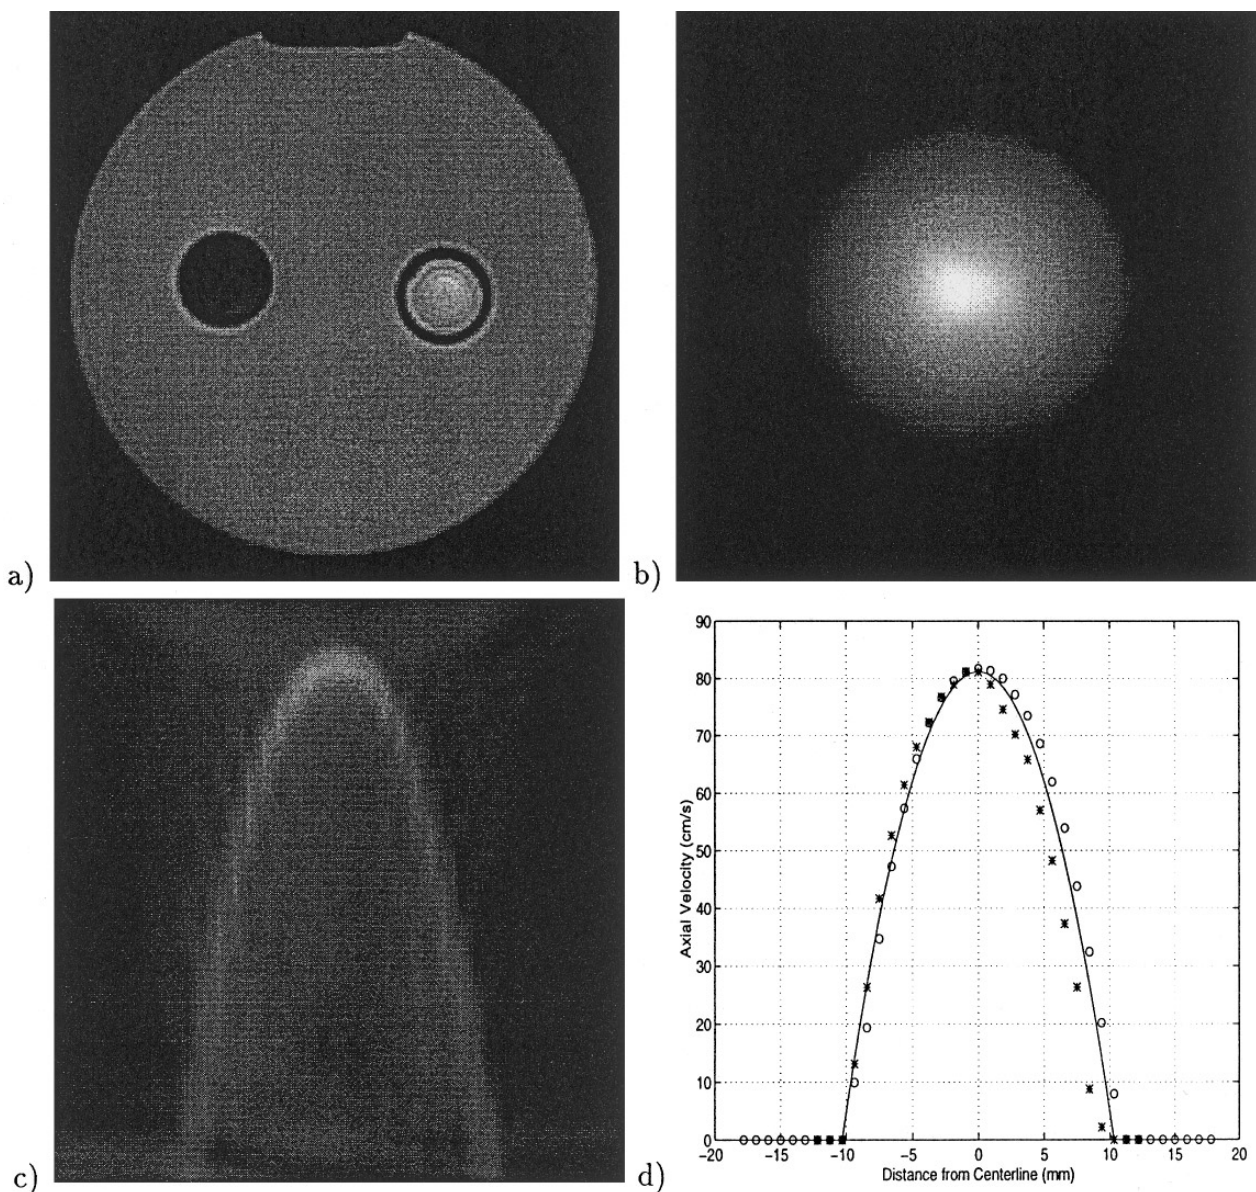 a)
b)
c)
d)
90
80
70
60
50
40
30
20
10
0
Axial Velocity (cm/s)
−20 −15 −10 −5 0 5 10 15 20
Distance from Centerline (mm)